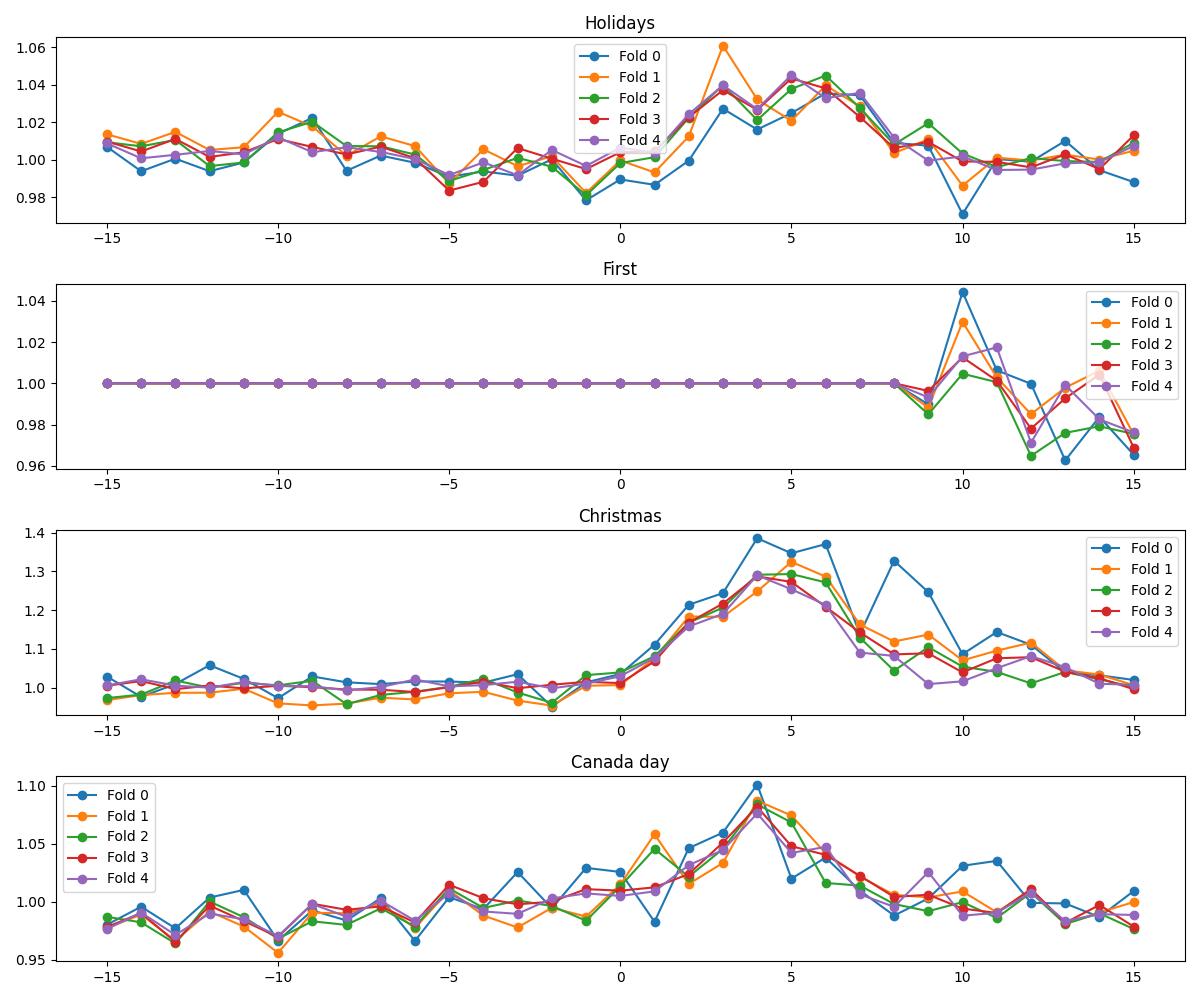 Holidays
1.06
1.04
1.02
1.00
0.98
Fold 0
Fold 1
Fold 2
Fold 3
Fold 4
−15 −10 −5 0 5 10 15
First
1.04
1.02
1.00
0.98
0.96
Fold 0
Fold 1
Fold 2
Fold 3
Fold 4
−15 −10 −5 0 5 10 15
Christmas
1.4
1.3
1.2
1.1
1.0
Fold 0
Fold 1
Fold 2
Fold 3
Fold 4
−15 −10 −5 0 5 10 15
Canada day
1.10
1.05
1.00
0.95
Fold 0
Fold 1
Fold 2
Fold 3
Fold 4
−15 −10 −5 0 5 10 15